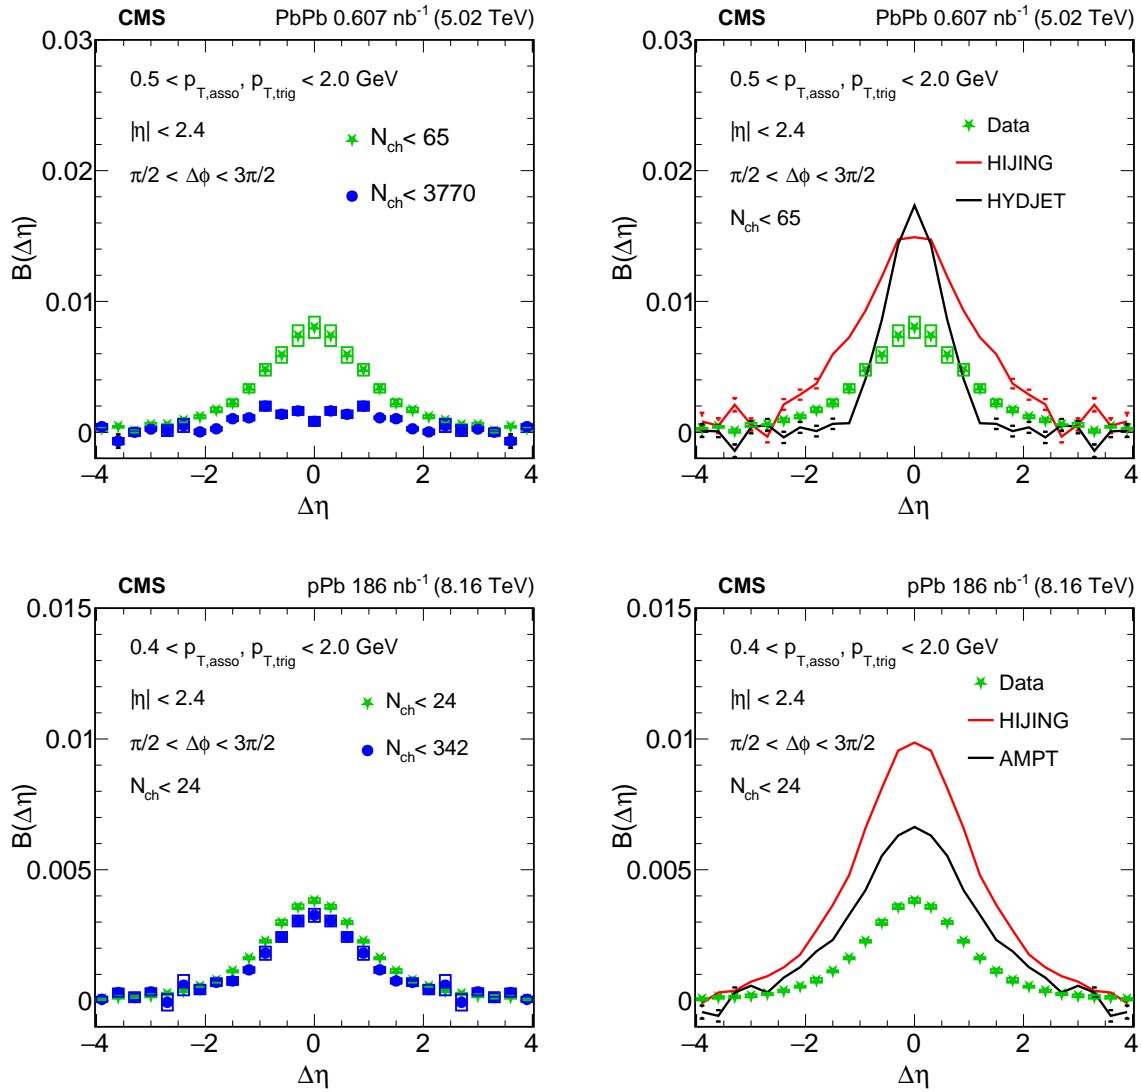 CMS PbPb 0.607 nb⁻¹ (5.02 TeV)
0.03
0.02
0.01
0
B(Δη)
0.5 < p_T,asso, p_T,trig < 2.0 GeV
|η| < 2.4
π/2 < Δϕ < 3π/2
N_ch < 65
N_ch < 3770
−4 −2 0 2 4
Δη
CMS PbPb 0.607 nb⁻¹ (5.02 TeV)
0.03
0.02
0.01
0
B(Δη)
0.5 < p_T,asso, p_T,trig < 2.0 GeV
|η| < 2.4
π/2 < Δϕ < 3π/2
N_ch < 65
Data
HIJING
HYDJET
−4 −2 0 2 4
Δη
CMS pPb 186 nb⁻¹ (8.16 TeV)
0.015
0.01
0.005
0
B(Δη)
0.4 < p_T,asso, p_T,trig < 2.0 GeV
|η| < 2.4
π/2 < Δϕ < 3π/2
N_ch < 24
N_ch < 24
N_ch < 342
−4 −2 0 2 4
Δη
CMS pPb 186 nb⁻¹ (8.16 TeV)
0.015
0.01
0.005
0
B(Δη)
0.4 < p_T,asso, p_T,trig < 2.0 GeV
|η| < 2.4
π/2 < Δϕ < 3π/2
N_ch < 24
Data
HIJING
AMPT
−4 −2 0 2 4
Δη